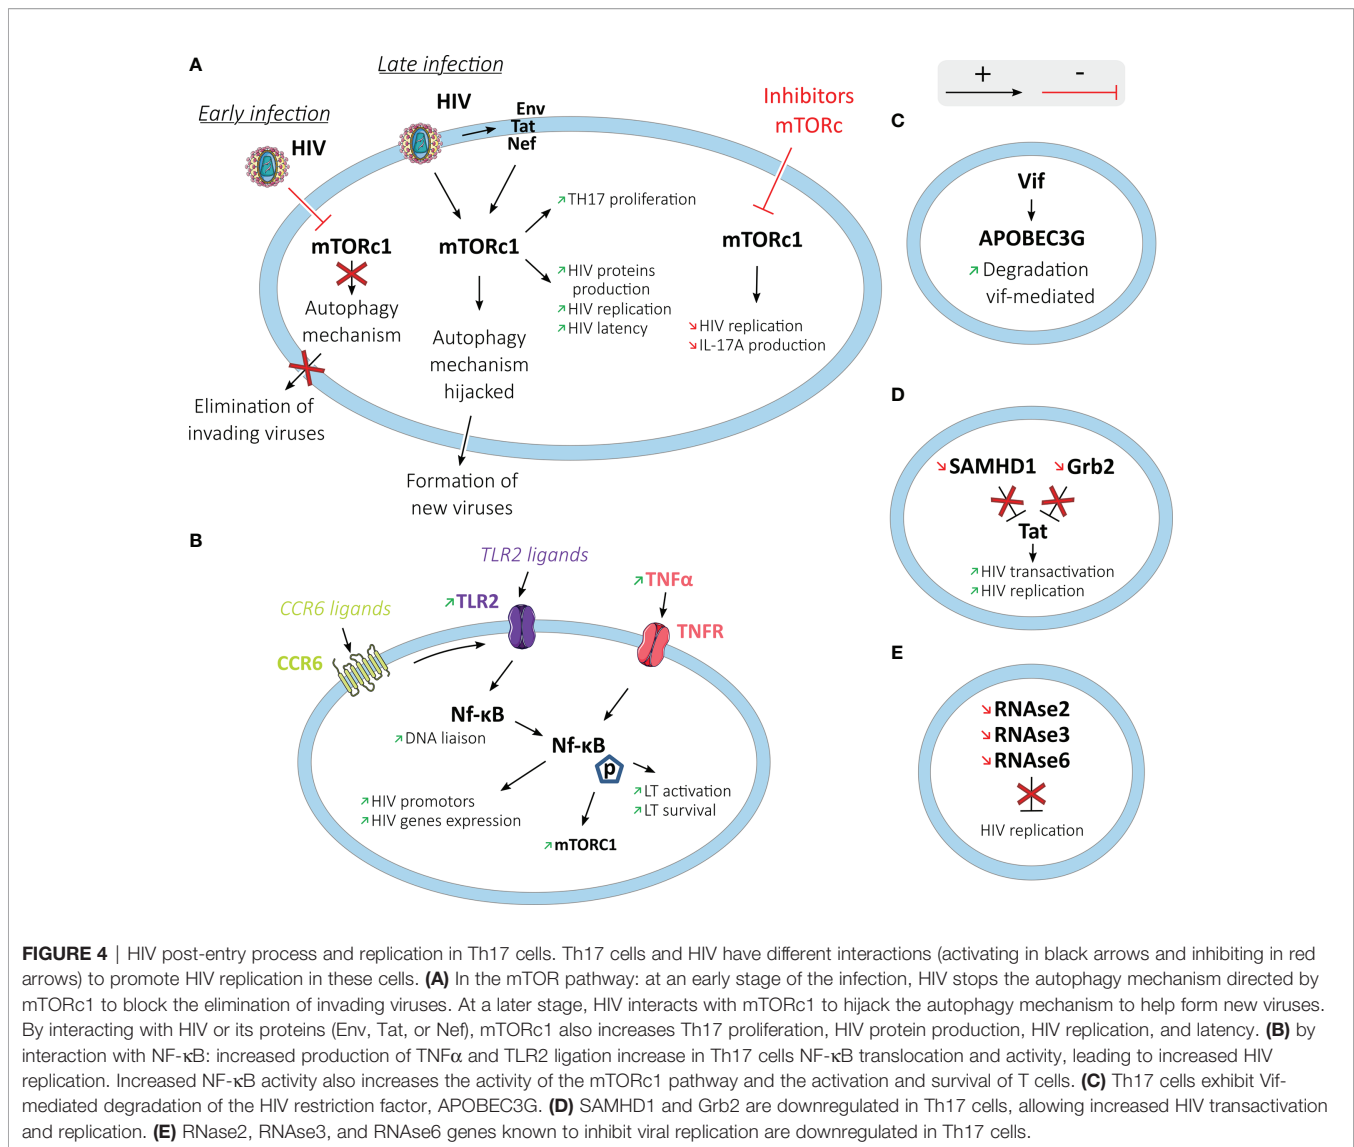 A
Late infection
HIV
Env
Tat
Nef
Early infection
HIV
Inhibitors
mTORc
TH17 proliferation
mTORc1
mTORc1
mTORc1
HIV proteins
production
HIV replication
HIV latency
Autophagy
mechanism
Autophagy
mechanism
hijacked
HIV replication
IL-17A production
Elimination of
invading viruses
Formation of
new viruses
+ -
C
Vif
APOBEC3G
Degradation
vif-mediated
D
SAMHD1 Grb2
Tat
HIV transactivation
HIV replication
B
TLR2 ligands
TNFα
TLR2
CCR6 ligands
TNFR
CCR6
Nf-κB
DNA liaison
Nf-κB
p
LT activation
LT survival
HIV promotors
HIV genes expression
mTORC1
E
RNAse2
RNAse3
RNAse6
HIV replication
FIGURE 4 | HIV post-entry process and replication in Th17 cells. Th17 cells and HIV have different interactions (activating in black arrows and inhibiting in red
arrows) to promote HIV replication in these cells. (A) In the mTOR pathway: at an early stage of the infection, HIV stops the autophagy mechanism directed by
mTORc1 to block the elimination of invading viruses. At a later stage, HIV interacts with mTORc1 to hijack the autophagy mechanism to help form new viruses.
By interacting with HIV or its proteins (Env, Tat, or Nef), mTORc1 also increases Th17 proliferation, HIV protein production, HIV replication, and latency. (B) by
interaction with NF-κB: increased production of TNFα and TLR2 ligation increase in Th17 cells NF-κB translocation and activity, leading to increased HIV
replication. Increased NF-κB activity also increases the activity of the mTORc1 pathway and the activation and survival of T cells. (C) Th17 cells exhibit Vif-
mediated degradation of the HIV restriction factor, APOBEC3G. (D) SAMHD1 and Grb2 are downregulated in Th17 cells, allowing increased HIV transactivation
and replication. (E) RNase2, RNAse3, and RNAse6 genes known to inhibit viral replication are downregulated in Th17 cells.